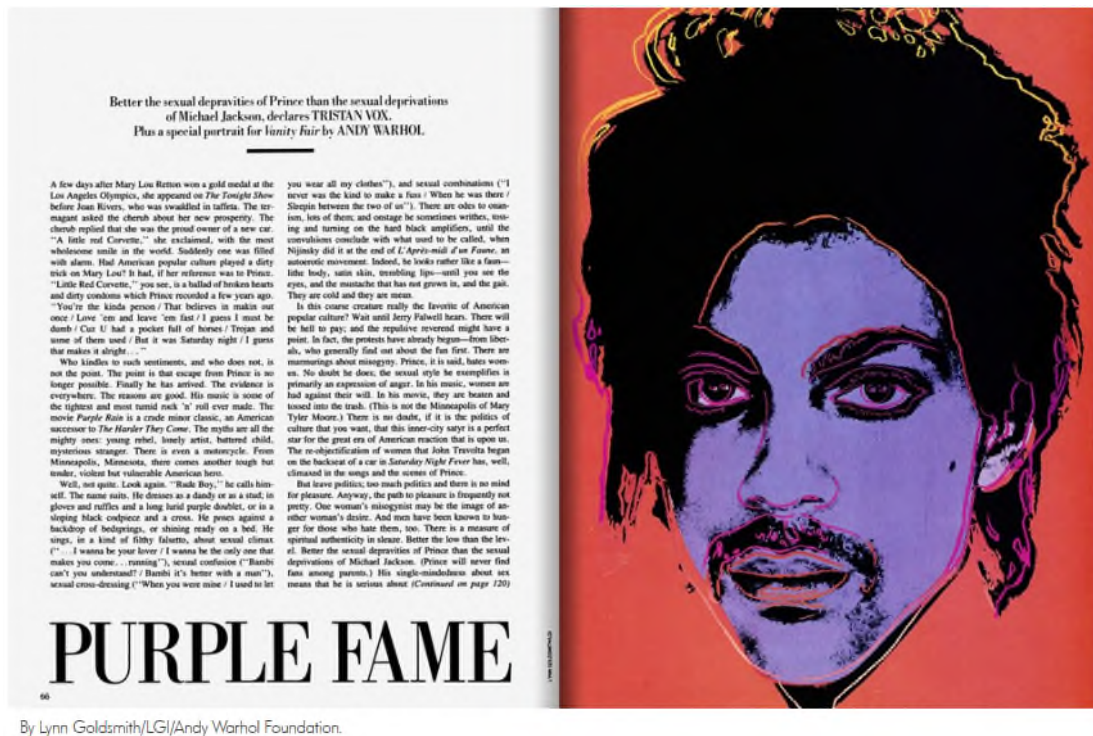 Better the sexual depravities of Prince than the sexual deprivations
of Michael Jackson, declares TRISTAN VOX.
Plus a special portrait for Vanity Fair by ANDY WARHOL
A few days after Mary Lou Retton won a gold medal at the
Los Angeles Olympics, she appeared on The Tonight Show
before Joan Rivers, who was swaddled in taffeta. The ter-
magant asked the cherub about her new prosperity. The
cherub replied that she was the proud owner of a new car.
"A little red Corvette," she exclaimed, with the most
wholesome smile in the world. Suddenly one was filled
with alarm. Had American popular culture played a dirty
trick on Mary Lou? It had, if her reference was to Prince.
"Little Red Corvette," you see, is a ballad of broken hearts
and dirty condoms which Prince recorded a few years ago.
"You're the kinda person / That believes in makin out
once / Love 'em and leave 'em fast / I guess I must be
dumb / Cuz U had a pocket full of horses / Trojan and
some of them used / But it was Saturday night / I guess
that makes it alright. . ."
Who kindles to such sentiments, and who does not, is
not the point. The point is that escape from Prince is no
longer possible. Finally he has arrived. The evidence is
everywhere. The reasons are good. His music is some of
the tightest and most tumid rock 'n' roll ever made. The
movie Purple Rain is a crude minor classic, an American
successor to The Harder They Come. The myths are all the
mighty ones: young rebel, lonely artist, battered child,
mysterious stranger. There is even a motorcycle. From
Minneapolis, Minnesota, there comes another tough but
tender, violent but vulnerable American hero.
Well, not quite. Look again. "Rude Boy," he calls him-
self. The name suits. He dresses as a dandy or as a stud; in
gloves and ruffles and a long lurid purple doublet, or in a
sloping black codpiece and a cross. He poses against a
backdrop of bedsprings, or shining ready on a bed. He
sings, in a kind of filthy falsetto, about sexual climax
(". . . I wanna be your lover / I wanna be the only one that
makes you come. . .running"), sexual confusion ("Bambi
can't you understand? / Bambi it's better with a man"),
sexual cross-dressing ("When you were mine / I used to let
you wear all my clothes"), and sexual combinations ("I
never was the kind to make a fuss / When he was there /
Sleepin between the two of us"). There are odes to onan-
ism, lots of them; and onstage he sometimes writhes, toss-
ing and turning on the hard black amplifiers, until the
convulsions conclude with what used to be called, when
Nijinsky did it at the end of L'Après-midi d'un Faune, an
autoerotic movement. Indeed, he looks rather like a faun—
lithe body, satin skin, trembling lips—until you see the
eyes, and the mustache that has not grown in, and the gait.
They are cold and they are mean.
Is this coarse creature really the favorite of American
popular culture? Wait until Jerry Falwell hears. There will
be hell to pay; and the repulsive reverend might have a
point. In fact, the protests have already begun—from liber-
als, who generally find out about the fun first. There are
murmurings about misogyny. Prince, it is said, hates wom-
en. No doubt he does; the sexual style he exemplifies is
primarily an expression of anger. In his music, women are
had against their will. In his movie, they are beaten and
tossed into the trash. (This is not the Minneapolis of Mary
Tyler Moore.) There is no doubt, if it is the politics of
culture that you want, that this inner-city satyr is a perfect
star for the great era of American reaction that is upon us.
The re-objectification of women that John Travolta began
on the backseat of a car in Saturday Night Fever has, well,
climaxed in the songs and the scenes of Prince.
But leave politics; too much politics and there is no mind
for pleasure. Anyway, the path to pleasure is frequently not
pretty. One woman's misogynist may be the image of an-
other woman's desire. And men have been known to hun-
ger for those who hate them, too. There is a measure of
spiritual authenticity in sleaze. Better the low than the lev-
el. Better the sexual depravities of Prince than the sexual
deprivations of Michael Jackson. (Prince will never find
fans among parents.) His single-mindedness about sex
means that he is serious about (Continued on page 120)
PURPLE FAME
66
By Lynn Goldsmith/LGI/Andy Warhol Foundation.